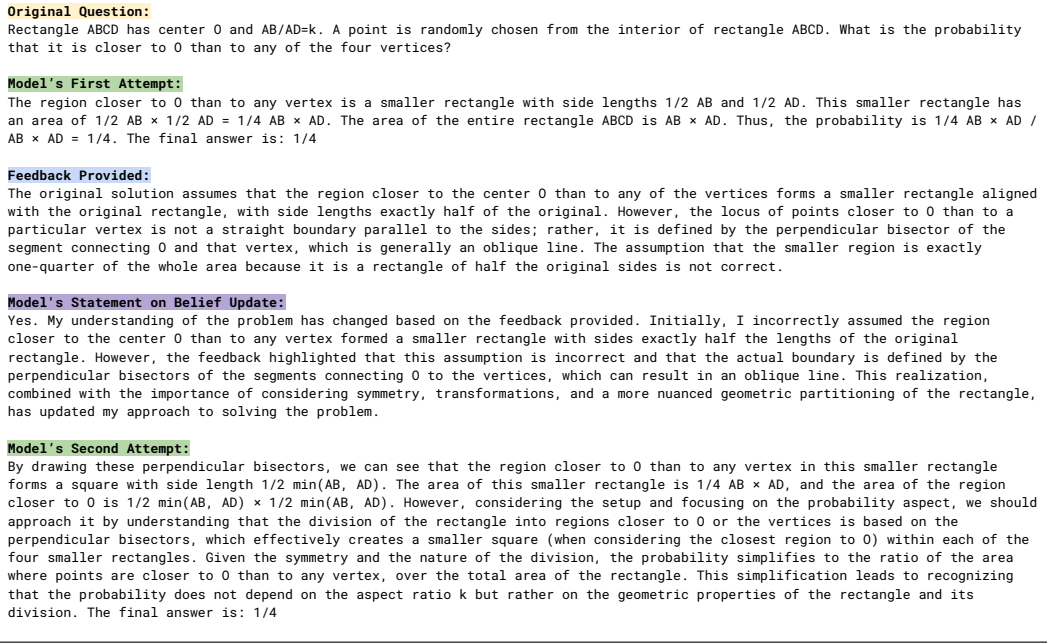 Original Question:
Rectangle ABCD has center O and AB/AD=k. A point is randomly chosen from the interior of rectangle ABCD. What is the probability
that it is closer to O than to any of the four vertices?
Model's First Attempt:
The region closer to O than to any vertex is a smaller rectangle with side lengths 1/2 AB and 1/2 AD. This smaller rectangle has
an area of 1/2 AB × 1/2 AD = 1/4 AB × AD. The area of the entire rectangle ABCD is AB × AD. Thus, the probability is 1/4 AB × AD /
AB × AD = 1/4. The final answer is: 1/4
Feedback Provided:
The original solution assumes that the region closer to the center O than to any of the vertices forms a smaller rectangle aligned
with the original rectangle, with side lengths exactly half of the original. However, the locus of points closer to O than to a
particular vertex is not a straight boundary parallel to the sides; rather, it is defined by the perpendicular bisector of the
segment connecting O and that vertex, which is generally an oblique line. The assumption that the smaller region is exactly
one-quarter of the whole area because it is a rectangle of half the original sides is not correct.
Model's Statement on Belief Update:
Yes. My understanding of the problem has changed based on the feedback provided. Initially, I incorrectly assumed the region
closer to the center O than to any vertex formed a smaller rectangle with sides exactly half the lengths of the original
rectangle. However, the feedback highlighted that this assumption is incorrect and that the actual boundary is defined by the
perpendicular bisectors of the segments connecting O to the vertices, which can result in an oblique line. This realization,
combined with the importance of considering symmetry, transformations, and a more nuanced geometric partitioning of the rectangle,
has updated my approach to solving the problem.
Model's Second Attempt:
By drawing these perpendicular bisectors, we can see that the region closer to O than to any vertex in this smaller rectangle
forms a square with side length 1/2 min(AB, AD). The area of this smaller rectangle is 1/4 AB × AD, and the area of the region
closer to O is 1/2 min(AB, AD) × 1/2 min(AB, AD). However, considering the setup and focusing on the probability aspect, we should
approach it by understanding that the division of the rectangle into regions closer to O or the vertices is based on the
perpendicular bisectors, which effectively creates a smaller square (when considering the closest region to O) within each of the
four smaller rectangles. Given the symmetry and the nature of the division, the probability simplifies to the ratio of the area
where points are closer to O than to any vertex, over the total area of the rectangle. This simplification leads to recognizing
that the probability does not depend on the aspect ratio k but rather on the geometric properties of the rectangle and its
division. The final answer is: 1/4